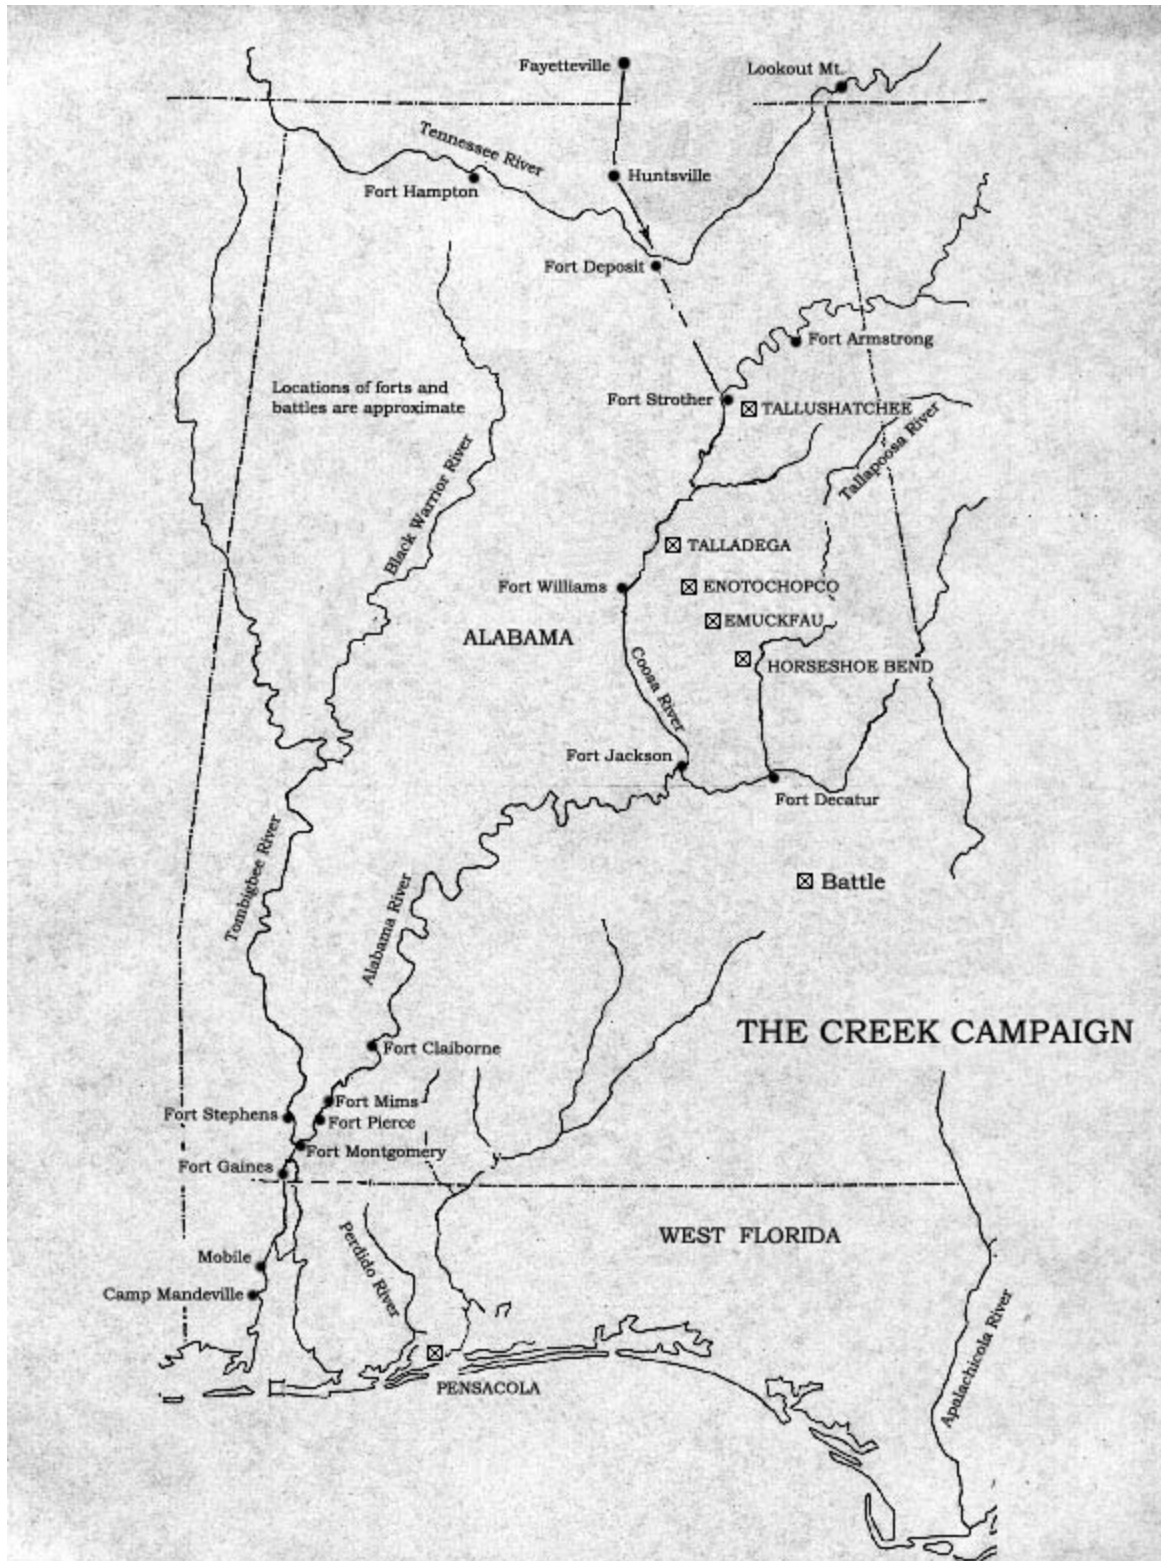 Fayetteville
Lookout Mt.
Tennessee River
Huntsville
Fort Hampton
Fort Deposit
Fort Armstrong
Locations of forts and
battles are approximate
Fort Strother
TALLUSHATCHEE
Tallapoosa River
Black Warrior River
TALLADEGA
Fort Williams
ENOTOCHOPCO
EMUCKFAU
ALABAMA
HORSESHOE BEND
Coosa River
Fort Jackson
Fort Decatur
Tombigbee River
Battle
Alabama River
THE CREEK CAMPAIGN
Fort Claiborne
Fort Mims
Fort Stephens
Fort Pierce
Fort Montgomery
Fort Gaines
WEST FLORIDA
Mobile
Perdido River
Camp Mandeville
Apalachicola River
PENSACOLA